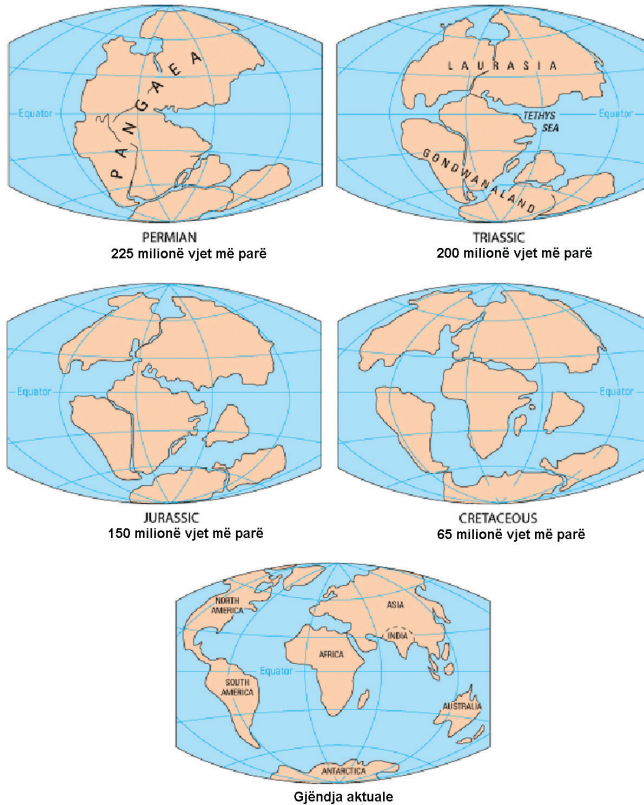 PANGAEA
Equator
PERMIAN
225 milionë vjet më parë
LAURASIA
TETHYS
SEA
Equator
GONDWANALAND
TRIASSIC
200 milionë vjet më parë
Equator
JURASSIC
150 milionë vjet më parë
Equator
CRETACEOUS
65 milionë vjet më parë
NORTH
AMERICA
ASIA
INDIA
AFRICA
Equator
SOUTH
AMERICA
AUSTRALIA
ANTARCTICA
Gjëndja aktuale